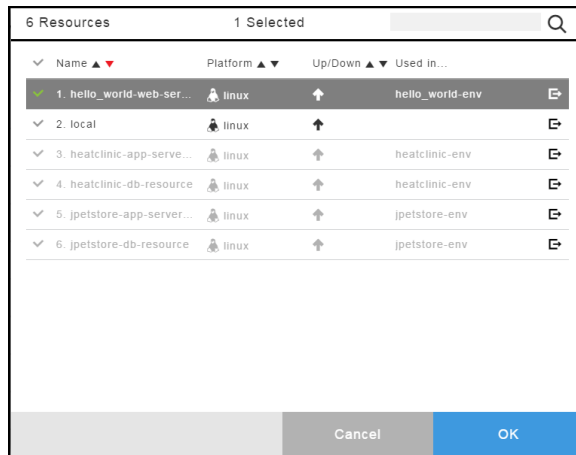 6 Resources 1 Selected
Name Platform Up/Down Used in...
1. hello_world-web-ser... linux hello_world-env
2. local linux
3. heatclinic-app-serve... linux heatclinic-env
4. heatclinic-db-resource linux heatclinic-env
5. jpetstore-app-server... linux jpetstore-env
6. jpetstore-db-resource linux jpetstore-env
Cancel OK